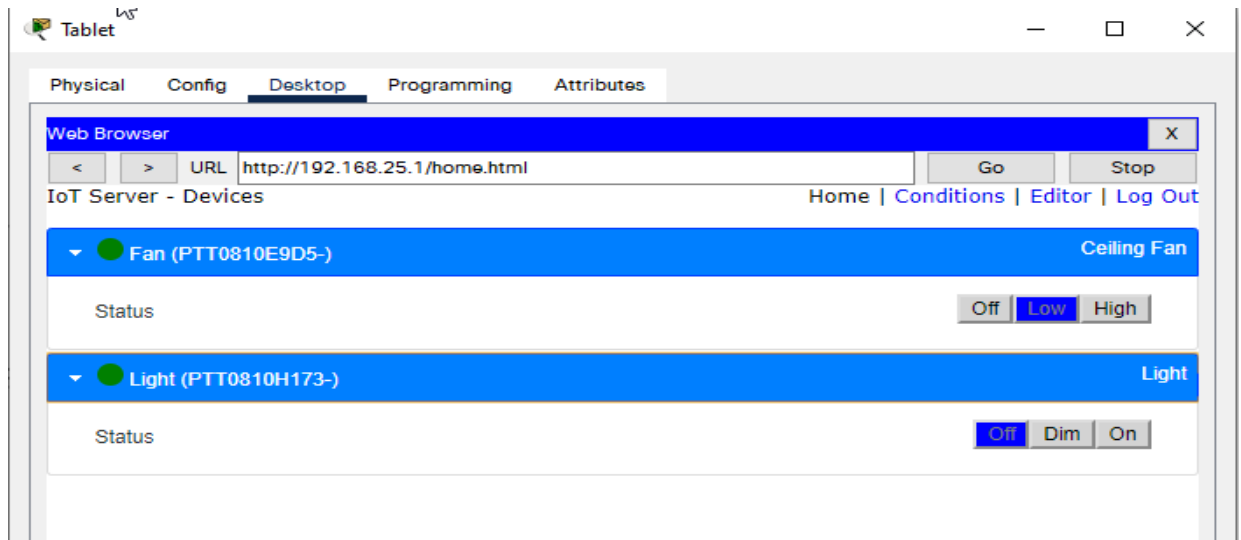 Tablet
Physical Config Desktop Programming Attributes
Web Browser X
< > URL http://192.168.25.1/home.html Go Stop
IoT Server - Devices Home | Conditions | Editor | Log Out
Fan (PTT0810E9D5-) Ceiling Fan
Status Off Low High
Light (PTT0810H173-) Light
Status Off Dim On